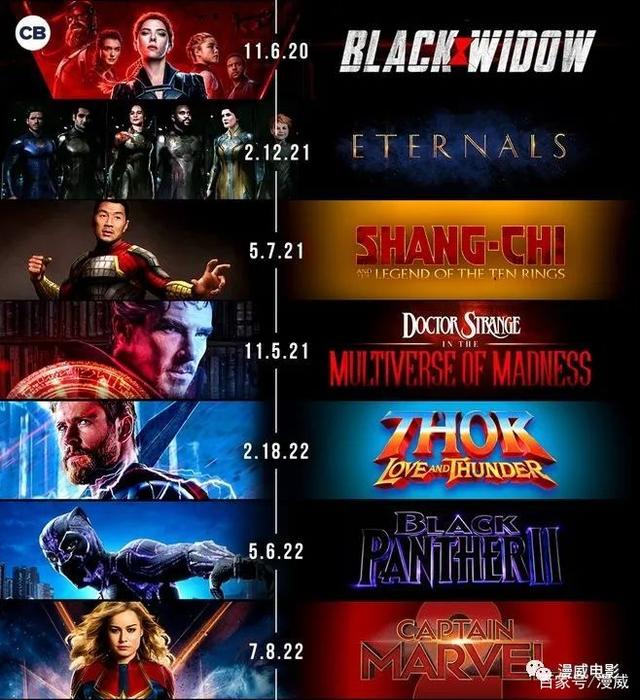 CB
11.6.20
BLACK WIDOW
2.12.21
ETERNALS
5.7.21
SHANG-CHI
AND THE LEGEND OF THE TEN RINGS
11.5.21
DOCTOR STRANGE
IN THE
MULTIVERSE OF MADNESS
2.18.22
THOR
LOVE AND THUNDER
5.6.22
BLACK
PANTHER II
7.8.22
2
CAPTAIN
MARVEL
漫威电影
百家号/漫威